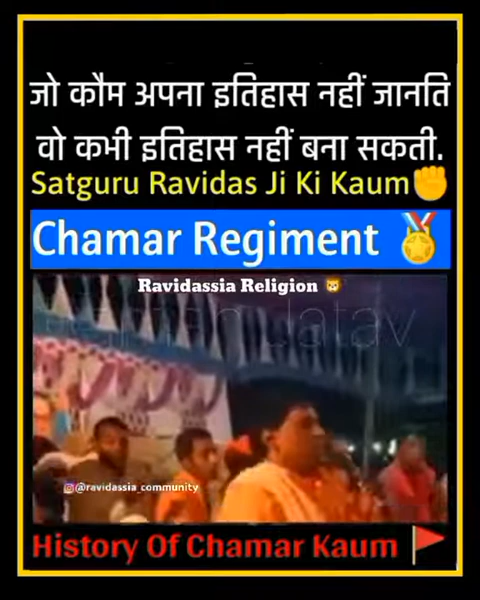 जो कौम अपना इतिहास नहीं जानति
वो कभी इतिहास नहीं बना सकती.
Satguru Ravidas Ji Ki Kaum✊
Chamar Regiment 🏅
Ravidassia Religion 🦁
@ravidassia_community
History Of Chamar Kaum 🚩